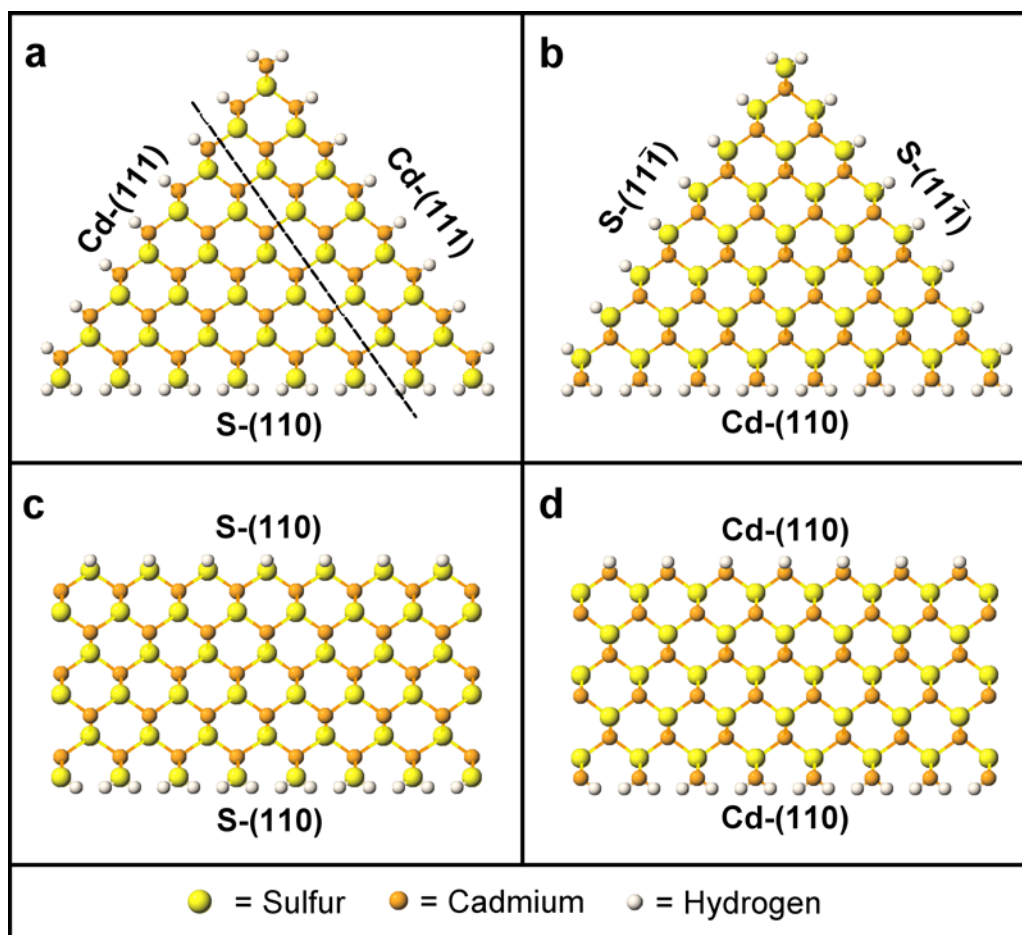 a
Cd-(111)
Cd-(111)
S-(110)
b
S-(111̄)
S-(111̄)
Cd-(110)
c
S-(110)
S-(110)
d
Cd-(110)
Cd-(110)
= Sulfur = Cadmium = Hydrogen